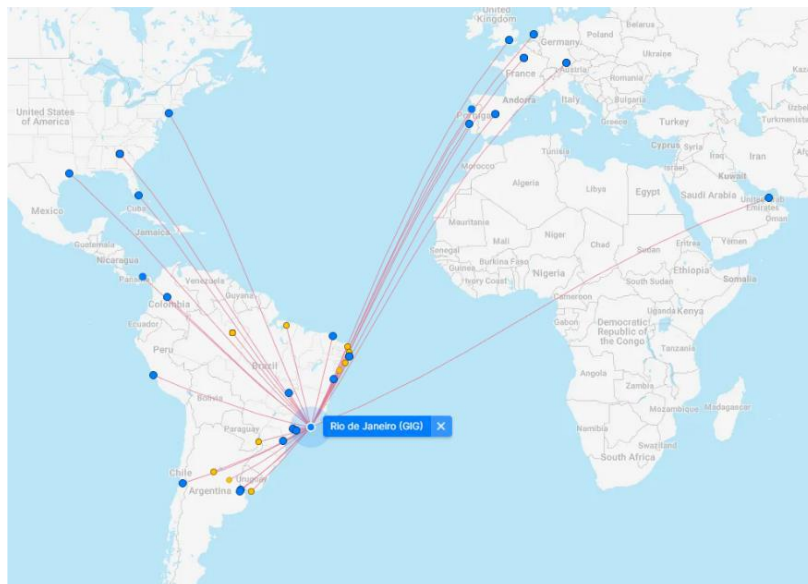 United
Kingdom
Belarus
Poland
Germany
Ukraine
France
Austria
Romania
Bulgaria
Andorra
Italy
Portugal
Greece
Turkey
Turkmenistan
Cyprus
Syria
Tunisia
Iraq
Iran
Morocco
Israel
Kuwait
Algeria
Libya
Egypt
Saudi Arabia
United Arab
Emirates
Oman
United States
of America
Mexico
Cuba
Jamaica
Guatemala
Nicaragua
Panama
Venezuela
Guyana
Colombia
Ecuador
Peru
Brazil
Bolivia
Paraguay
Chile
Uruguay
Argentina
Mauritania
Mali
Niger
Chad
Sudan
Eritrea
Yemen
Senegal
Burkina Faso
Guinea
Nigeria
Ivory Coast
South Sudan
Ethiopia
Somalia
Cameroon
Uganda
Kenya
Gabon
Democratic
Republic of
the Congo
Tanzania
Angola
Zambia
Mozambique
Madagascar
Namibia
Swaziland
South Africa
Rio de Janeiro (GIG)